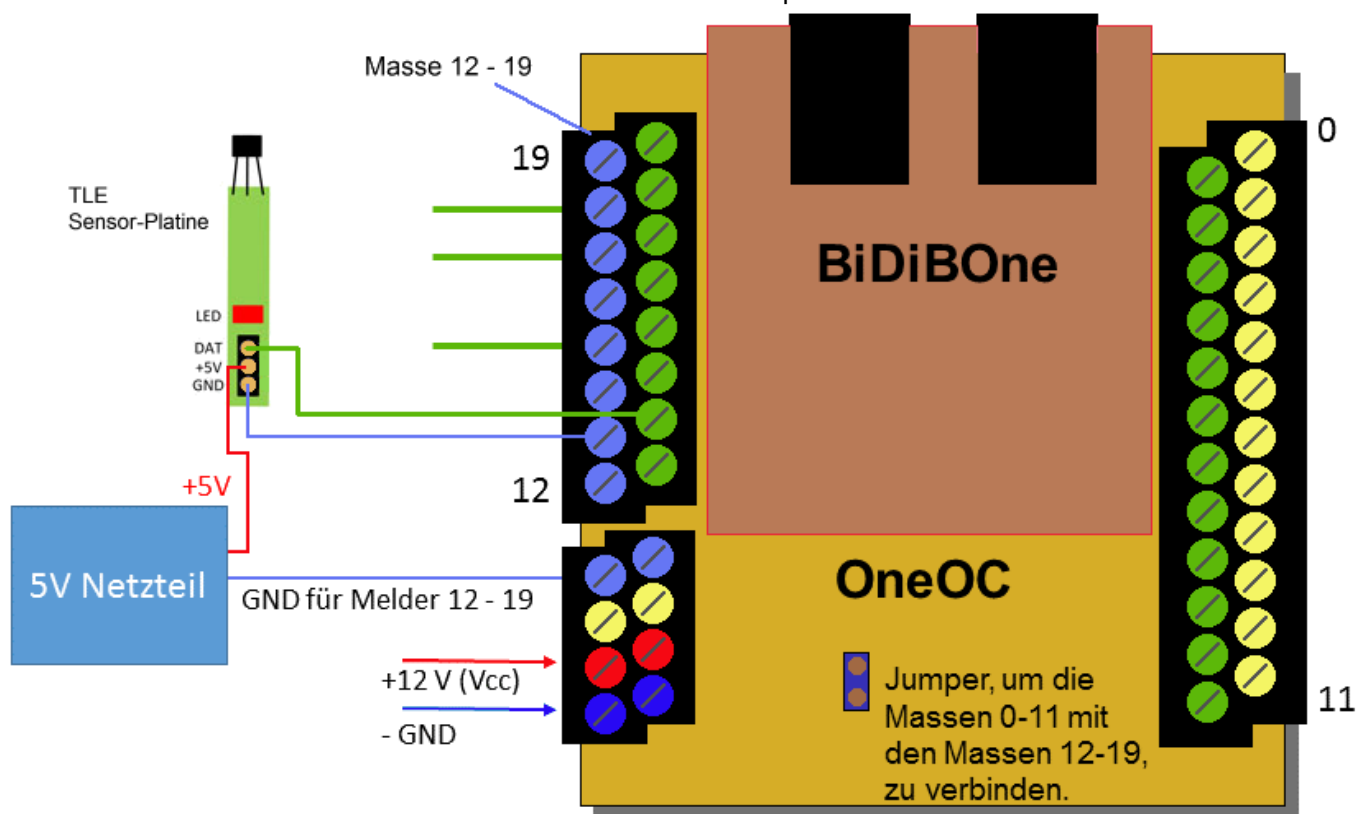 Masse 12 - 19
19
0
TLE
Sensor-Platine
BiDiBOne
LED
DAT
+5V
GND
+5V
12
5V Netzteil
GND für Melder 12 - 19
OneOC
+12 V (Vcc)
- GND
Jumper, um die
Massen 0-11 mit
den Massen 12-19,
zu verbinden.
11